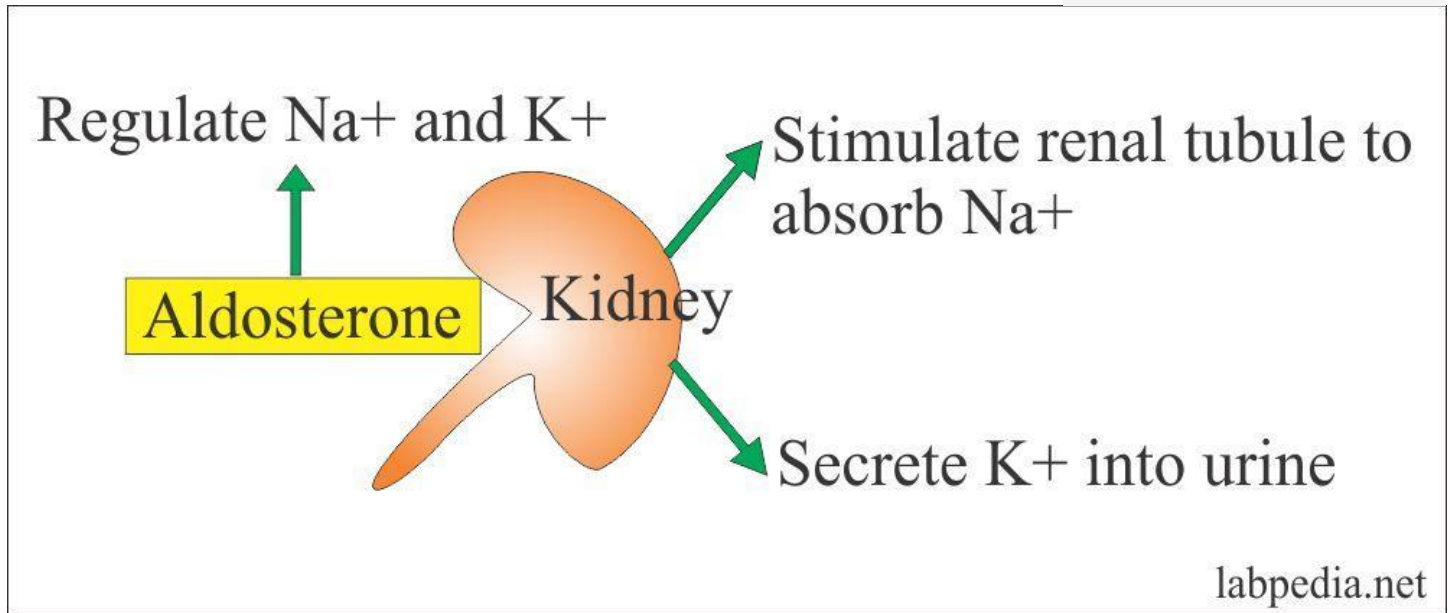 Regulate Na+ and K+
Stimulate renal tubule to
absorb Na+
Aldosterone
Kidney
Secrete K+ into urine
labpedia.net